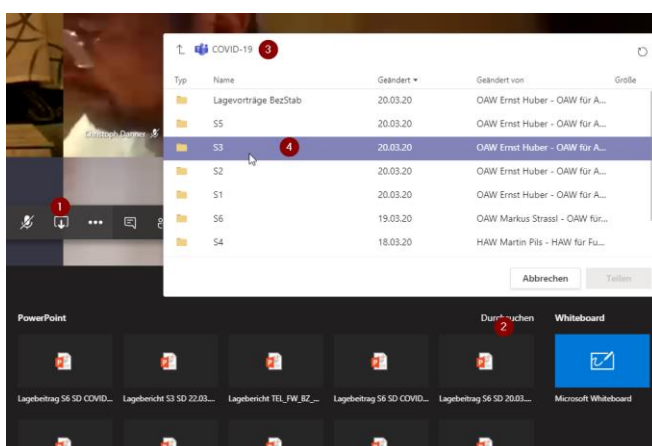 COVID-19 3
Typ Name Geändert Geändert von Größe
Lagevorträge BezStab 20.03.20 OAW Ernst Huber - OAW für A...
S5 20.03.20 OAW Ernst Huber - OAW für A...
Christoph Danner
S3 4 20.03.20 OAW Ernst Huber - OAW für A...
S2 20.03.20 OAW Ernst Huber - OAW für A...
S1 20.03.20 OAW Ernst Huber - OAW für A...
1
S6 19.03.20 OAW Markus Strassl - OAW für...
S4 18.03.20 HAW Martin Pils - HAW für Fu...
Abbrechen Teilen
PowerPoint Durchsuchen Whiteboard
2
Lagebeitrag S6 SD COVID... Lagebericht S3 SD 22.03.... Lagebericht TEL_FW_BZ_... Lagebeitrag S6 SD COVID... Lagebeitrag S6 SD 20.03.... Microsoft Whiteboard